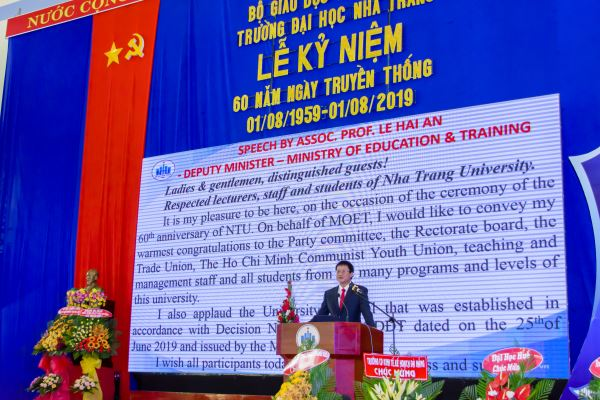 NƯỚC CỘNG
BỘ GIÁO DỤC
TRƯỜNG ĐẠI HỌC NHA TRANG
LỄ KỶ NIỆM
60 NĂM NGÀY TRUYỀN THỐNG
01/08/1959-01/08/2019
SPEECH BY ASSOC. PROF. LE HAI AN
- DEPUTY MINISTER – MINISTRY OF EDUCATION & TRAINING
Ladies & gentlemen, distinguished guests!
Respected lecturers, staff and students of Nha Trang University.
It is my pleasure to be here, on the occasion of the ceremony of the
60th anniversary of NTU. On behalf of MOET, I would like to convey my
warmest congratulations to the Party committee, the Rectorate board, the
Trade Union, The Ho Chi Minh Communist Youth Union, teaching and
management staff and all students from many programs and levels of
this university.
I also applaud the that was established in
accordance with Decision dated on the 25th of
June 2019 and issued by the
I wish all participants and
CHÚC MỪNG
Đại Học Huế
Chúc